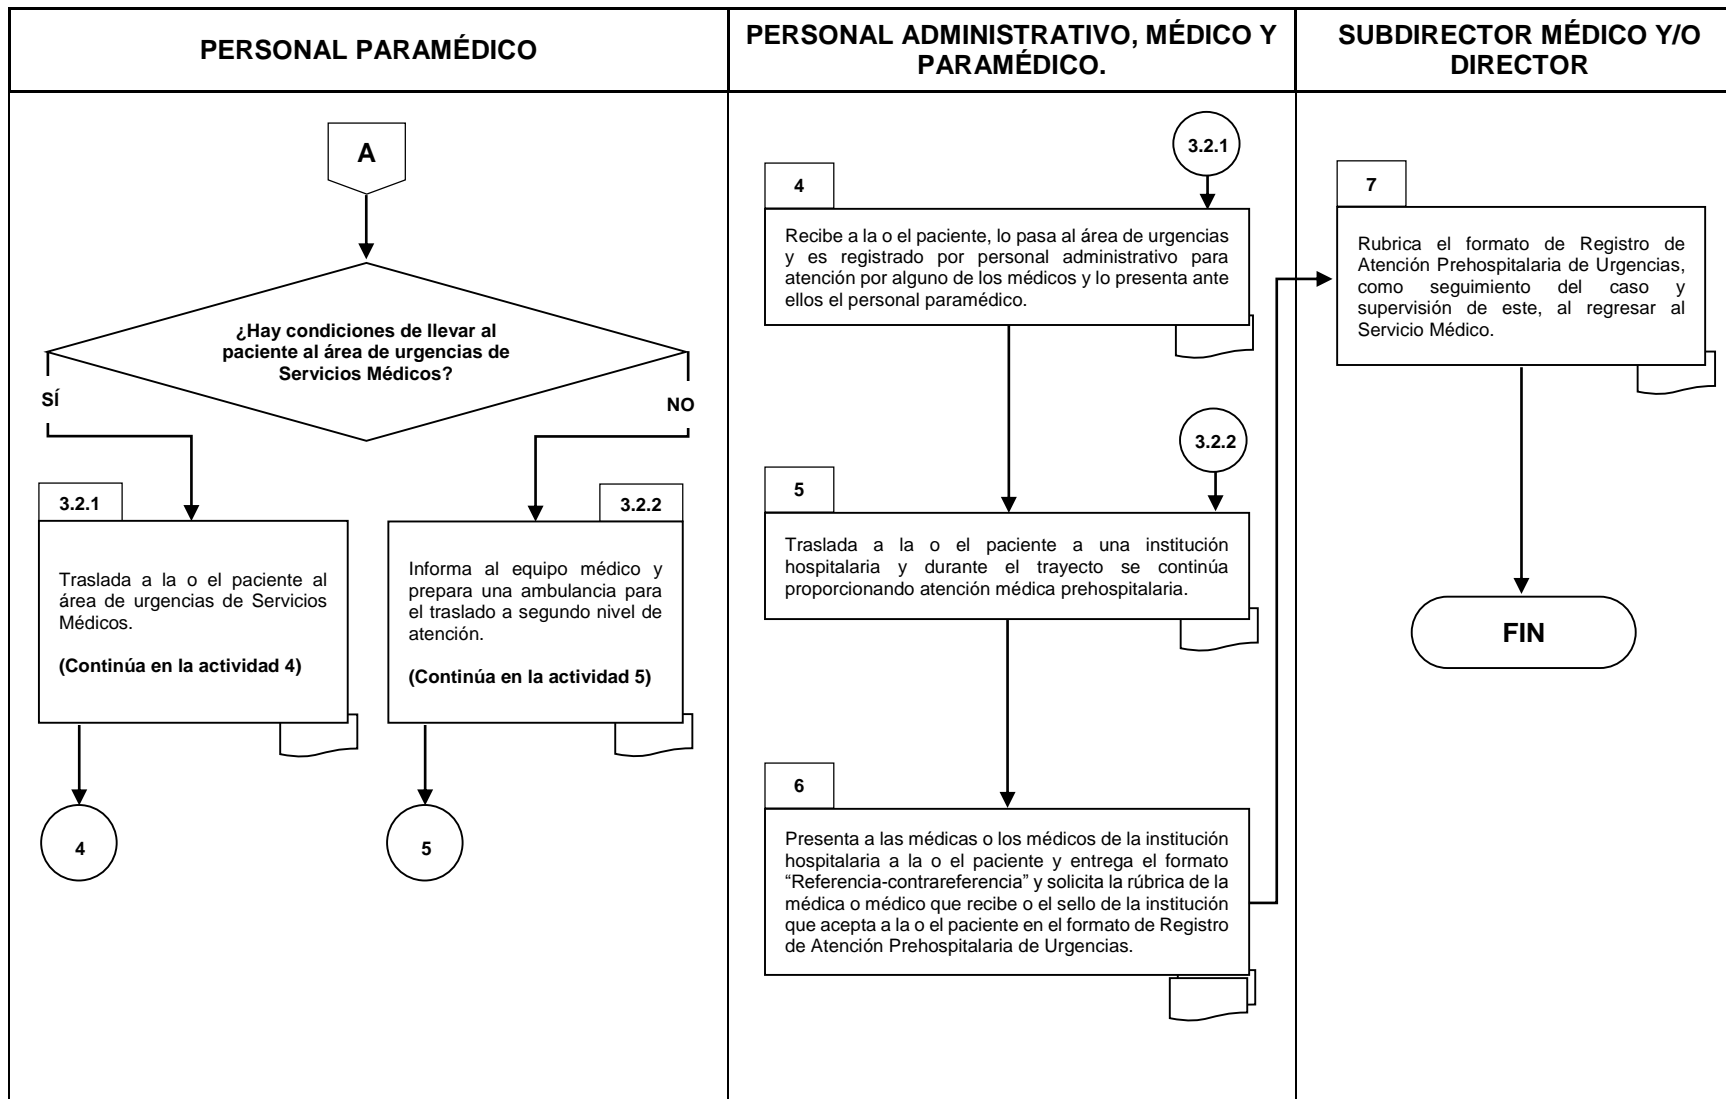 PERSONAL PARAMÉDICO
PERSONAL ADMINISTRATIVO, MÉDICO Y
PARAMÉDICO.
SUBDIRECTOR MÉDICO Y/O
DIRECTOR
A
¿Hay condiciones de llevar al
paciente al área de urgencias de
Servicios Médicos?
SÍ
NO
3.2.1
Traslada a la o el paciente al
área de urgencias de Servicios
Médicos.
(Continúa en la actividad 4)
4
3.2.2
Informa al equipo médico y
prepara una ambulancia para
el traslado a segundo nivel de
atención.
(Continúa en la actividad 5)
5
3.2.1
4
Recibe a la o el paciente, lo pasa al área de urgencias
y es registrado por personal administrativo para
atención por alguno de los médicos y lo presenta ante
ellos el personal paramédico.
3.2.2
5
Traslada a la o el paciente a una institución
hospitalaria y durante el trayecto se continúa
proporcionando atención médica prehospitalaria.
6
Presenta a las médicas o los médicos de la institución
hospitalaria a la o el paciente y entrega el formato
“Referencia-contrareferencia” y solicita la rúbrica de la
médica o médico que recibe o el sello de la institución
que acepta a la o el paciente en el formato de Registro
de Atención Prehospitalaria de Urgencias.
7
Rubrica el formato de Registro de
Atención Prehospitalaria de Urgencias,
como seguimiento del caso y
supervisión de este, al regresar al
Servicio Médico.
FIN